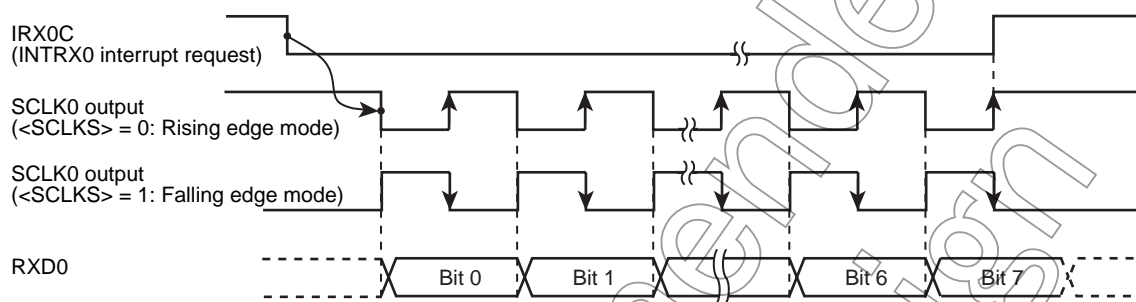 IRX0C
(INTRX0 interrupt request)
SCLK0 output
(<SCLKS> = 0: Rising edge mode)
SCLK0 output
(<SCLKS> = 1: Falling edge mode)
RXD0
Bit 0
Bit 1
Bit 6
Bit 7